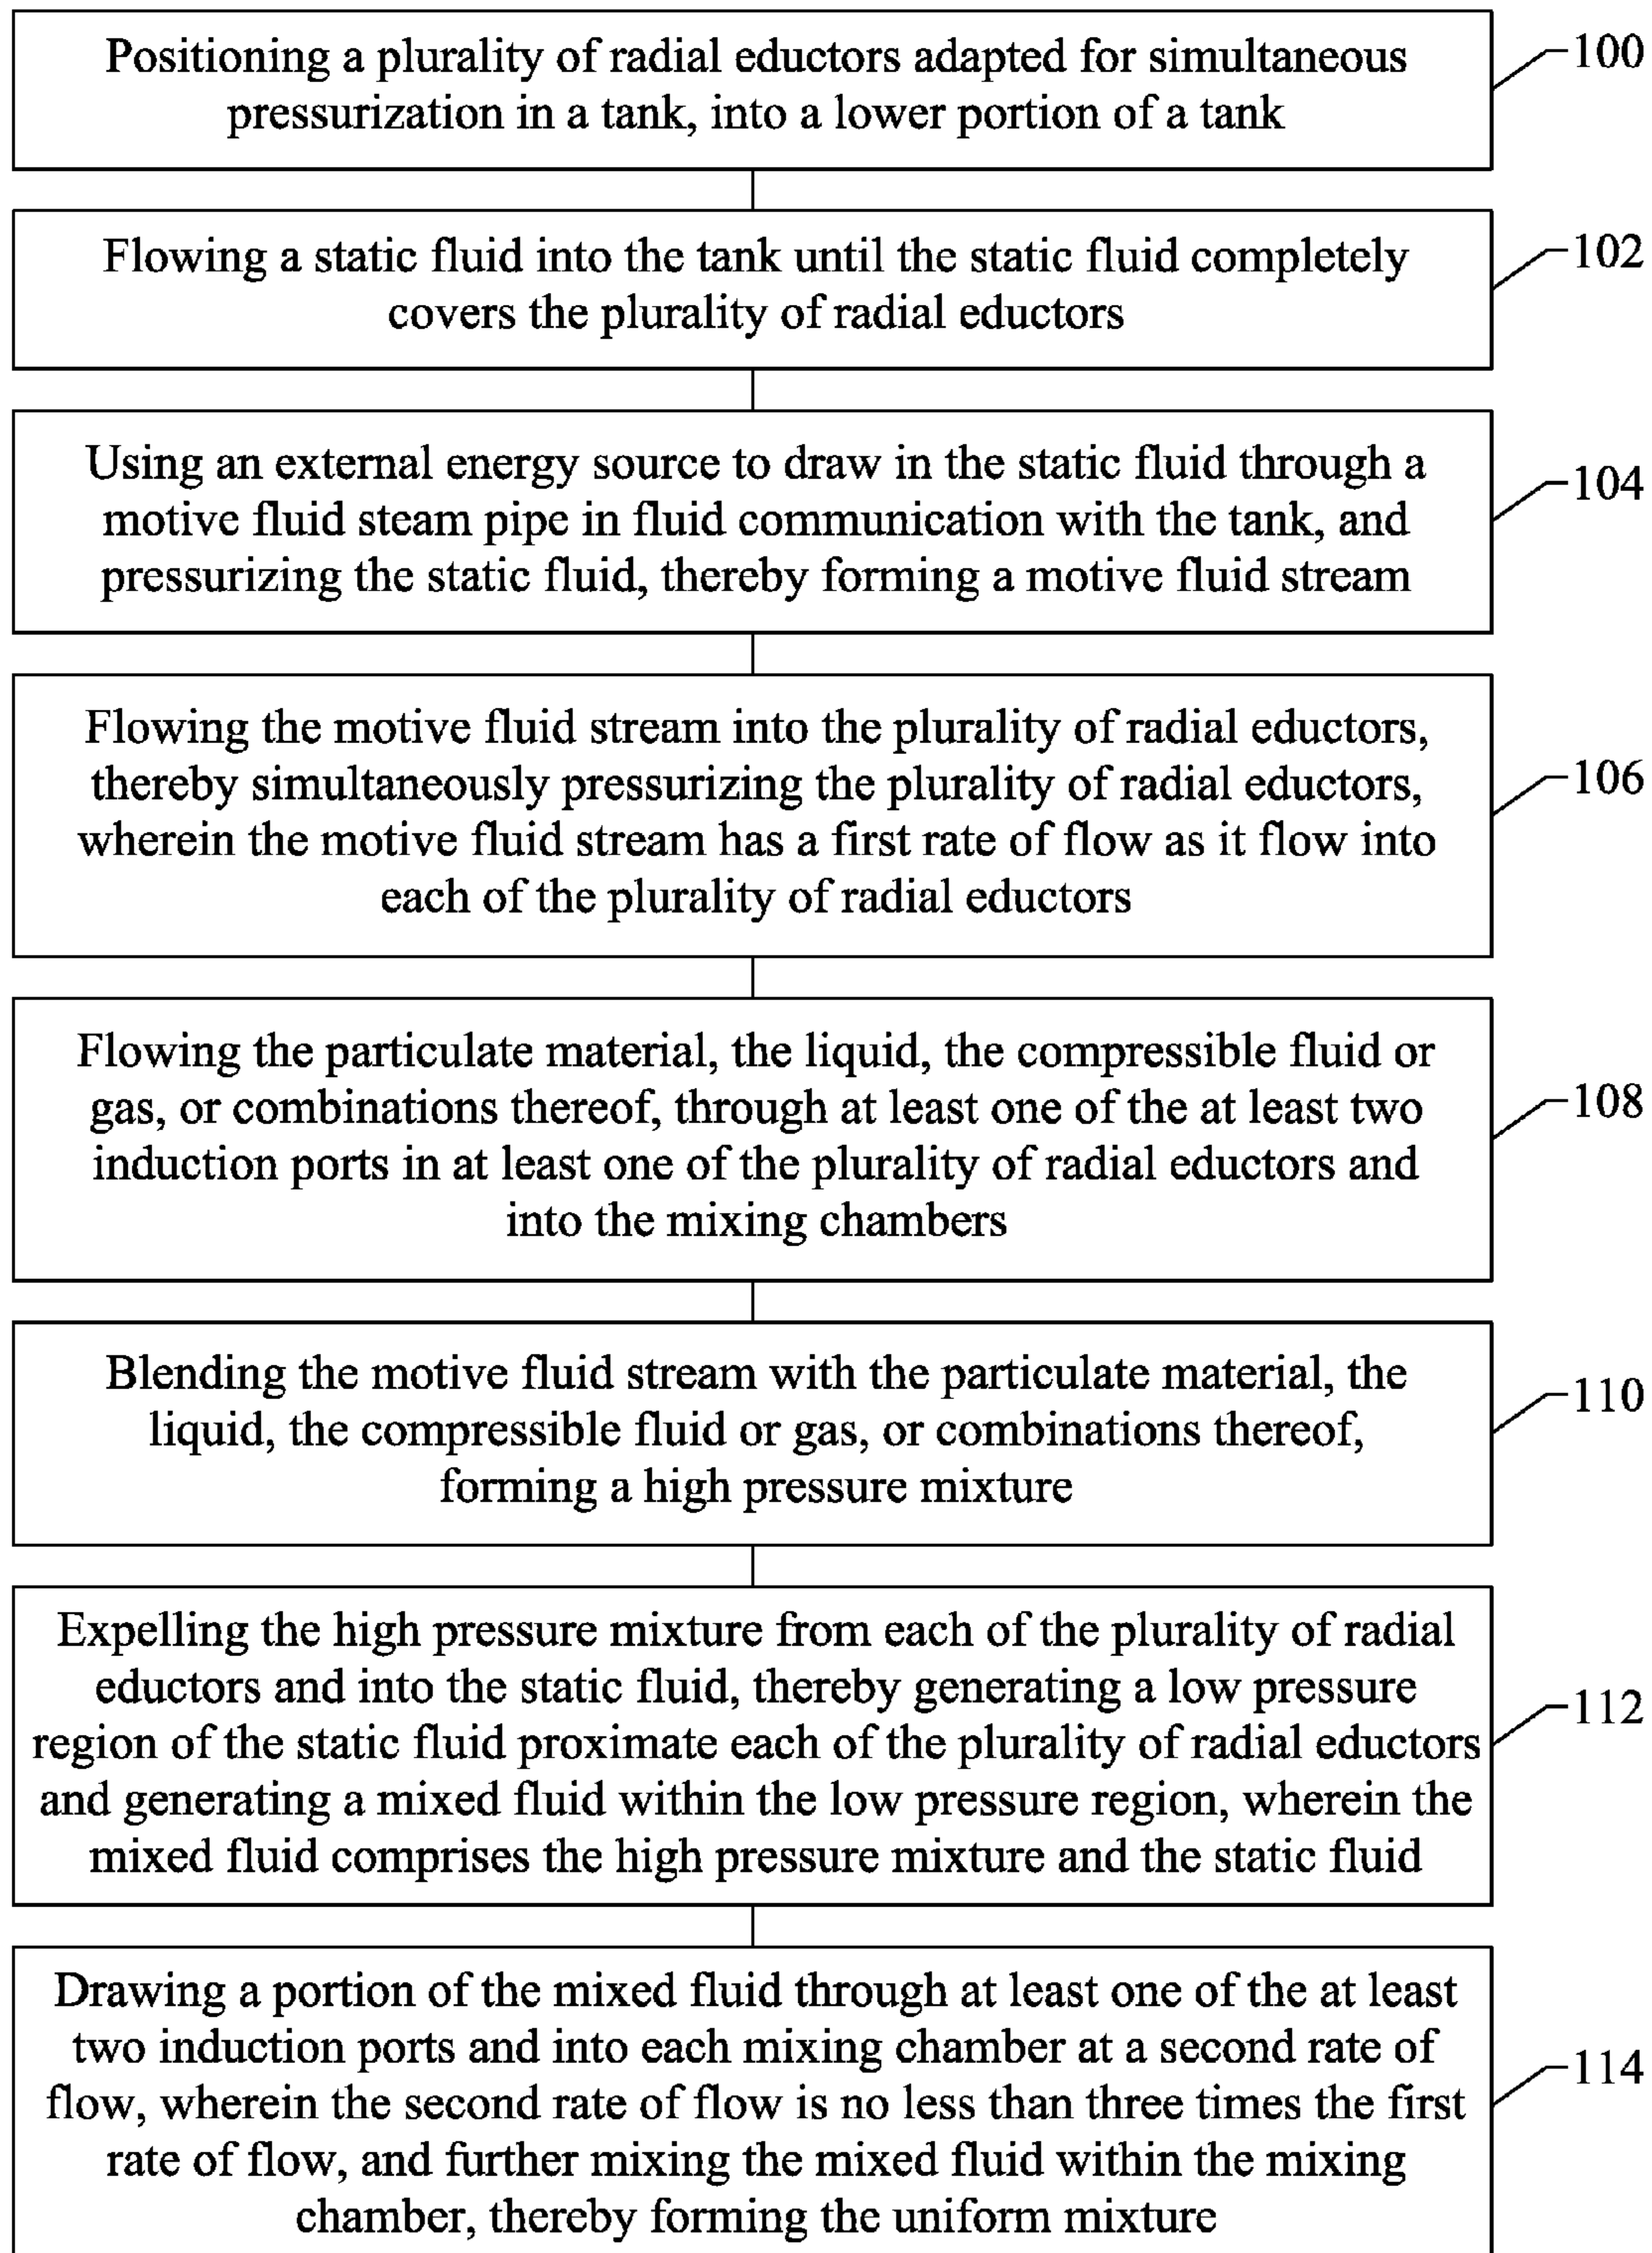 Positioning a plurality of radial eductors adapted for simultaneous
pressurization in a tank, into a lower portion of a tank
100
Flowing a static fluid into the tank until the static fluid completely
covers the plurality of radial eductors
102
Using an external energy source to draw in the static fluid through a
motive fluid steam pipe in fluid communication with the tank, and
pressurizing the static fluid, thereby forming a motive fluid stream
104
Flowing the motive fluid stream into the plurality of radial eductors,
thereby simultaneously pressurizing the plurality of radial eductors,
wherein the motive fluid stream has a first rate of flow as it flow into
each of the plurality of radial eductors
106
Flowing the particulate material, the liquid, the compressible fluid or
gas, or combinations thereof, through at least one of the at least two
induction ports in at least one of the plurality of radial eductors and
into the mixing chambers
108
Blending the motive fluid stream with the particulate material, the
liquid, the compressible fluid or gas, or combinations thereof,
forming a high pressure mixture
110
Expelling the high pressure mixture from each of the plurality of radial
eductors and into the static fluid, thereby generating a low pressure
region of the static fluid proximate each of the plurality of radial eductors
and generating a mixed fluid within the low pressure region, wherein the
mixed fluid comprises the high pressure mixture and the static fluid
112
Drawing a portion of the mixed fluid through at least one of the at least
two induction ports and into each mixing chamber at a second rate of
flow, wherein the second rate of flow is no less than three times the first
rate of flow, and further mixing the mixed fluid within the mixing
chamber, thereby forming the uniform mixture
114